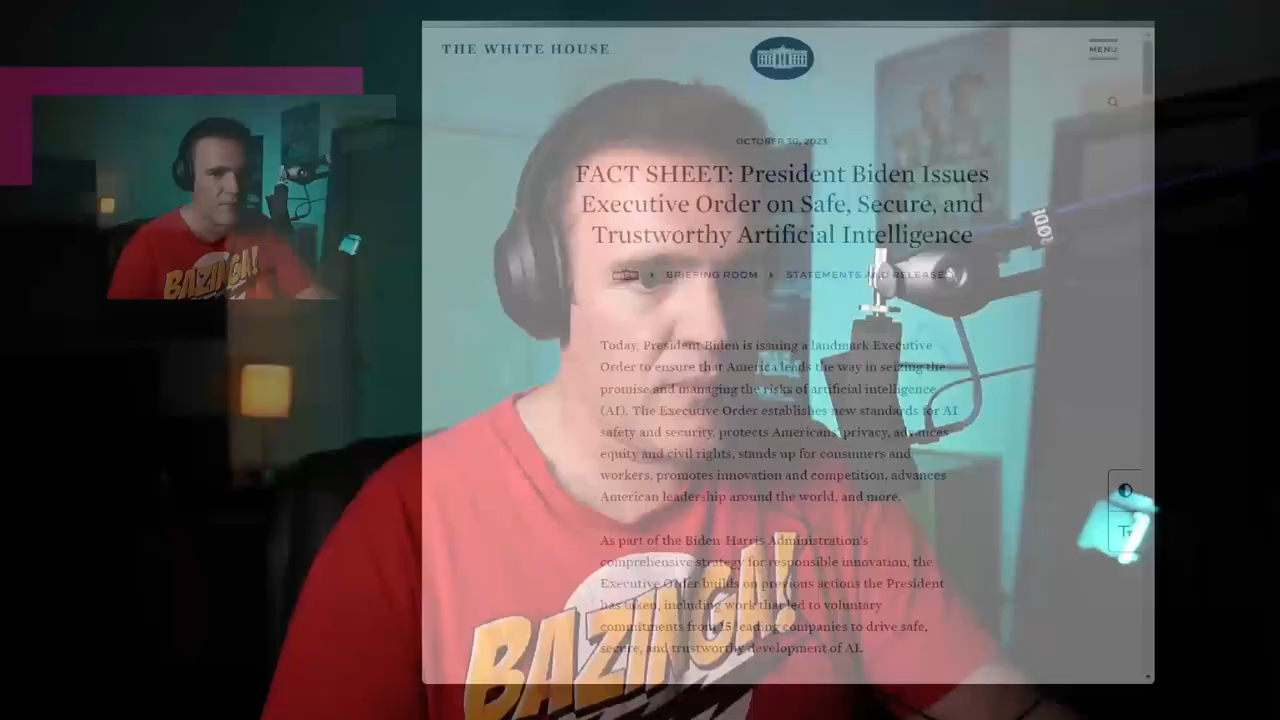 THE WHITE HOUSE
MENU
OCTOBER 30, 2023
FACT SHEET: President Biden Issues
Executive Order on Safe, Secure, and
Trustworthy Artificial Intelligence
BRIEFING ROOM
STATEMENTS AND RELEASES
Today, President Biden is issuing a landmark Executive
Order to ensure that America leads the way in seizing the
promise and managing the risks of artificial intelligence
(AI). The Executive Order establishes new standards for AI
safety and security, protects Americans' privacy, advances
equity and civil rights, stands up for consumers and
workers, promotes innovation and competition, advances
American leadership around the world, and more.
As part of the Biden-Harris Administration's
comprehensive strategy for responsible innovation, the
Executive Order builds on previous actions the President
has taken, including work that led to voluntary
commitments from 15 leading companies to drive safe,
secure, and trustworthy development of AI.
Tт
RØDE
BAZINGA!
BAZINGA!